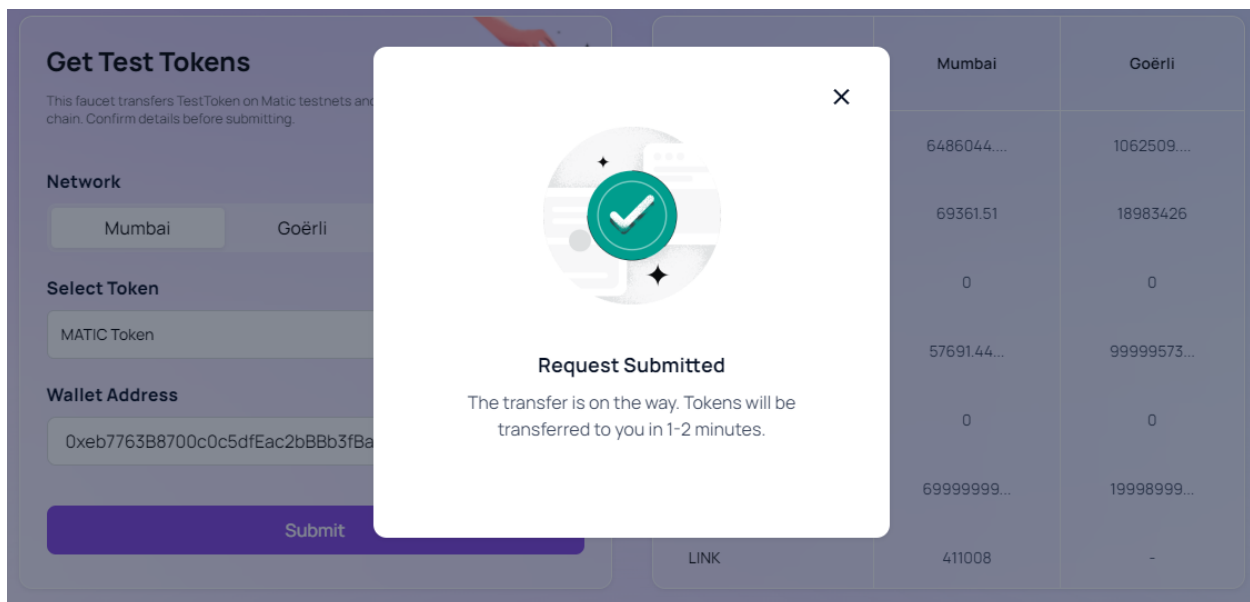 Get Test Tokens
This faucet transfers TestToken on Matic testnets and
chain. Confirm details before submitting.
Network
Mumbai Goërli
Select Token
MATIC Token
Wallet Address
0xeb7763B8700c0c5dfEac2bBBb3fBa
Submit
Request Submitted
The transfer is on the way. Tokens will be
transferred to you in 1-2 minutes.
Mumbai Goërli
6486044.... 1062509....
69361.51 18983426
0 0
57691.44... 99999573...
0 0
69999999... 19998999...
LINK 411008 -